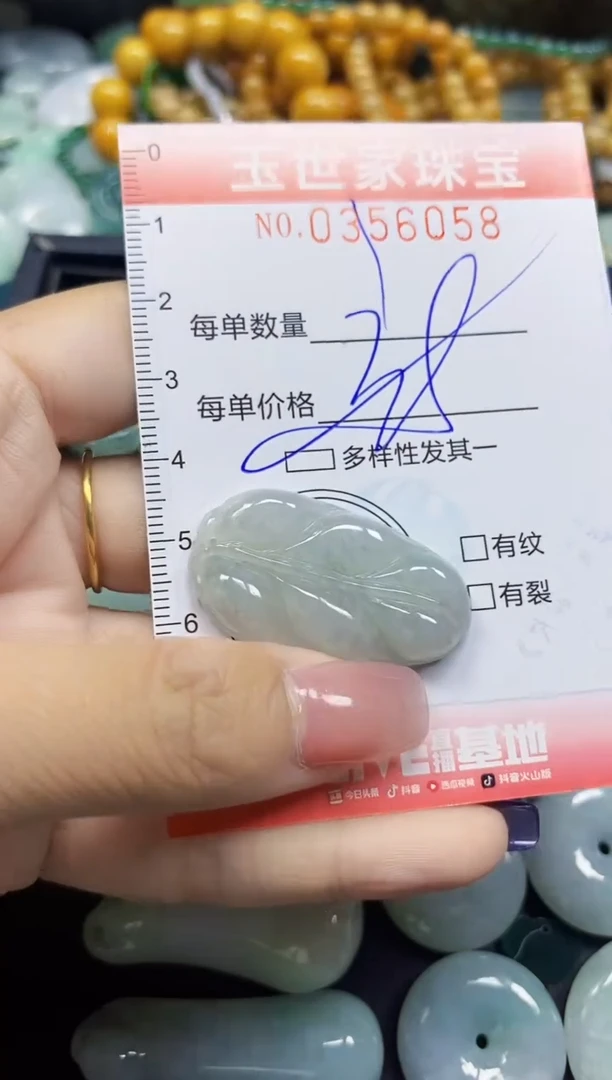 0
玉世家珠宝
1
NO.0356058
2
每单数量
3
每单价格
4
多样性发其一
5
有纹
有裂
6
基地
今日头条 抖音 西瓜视频 抖音火山版